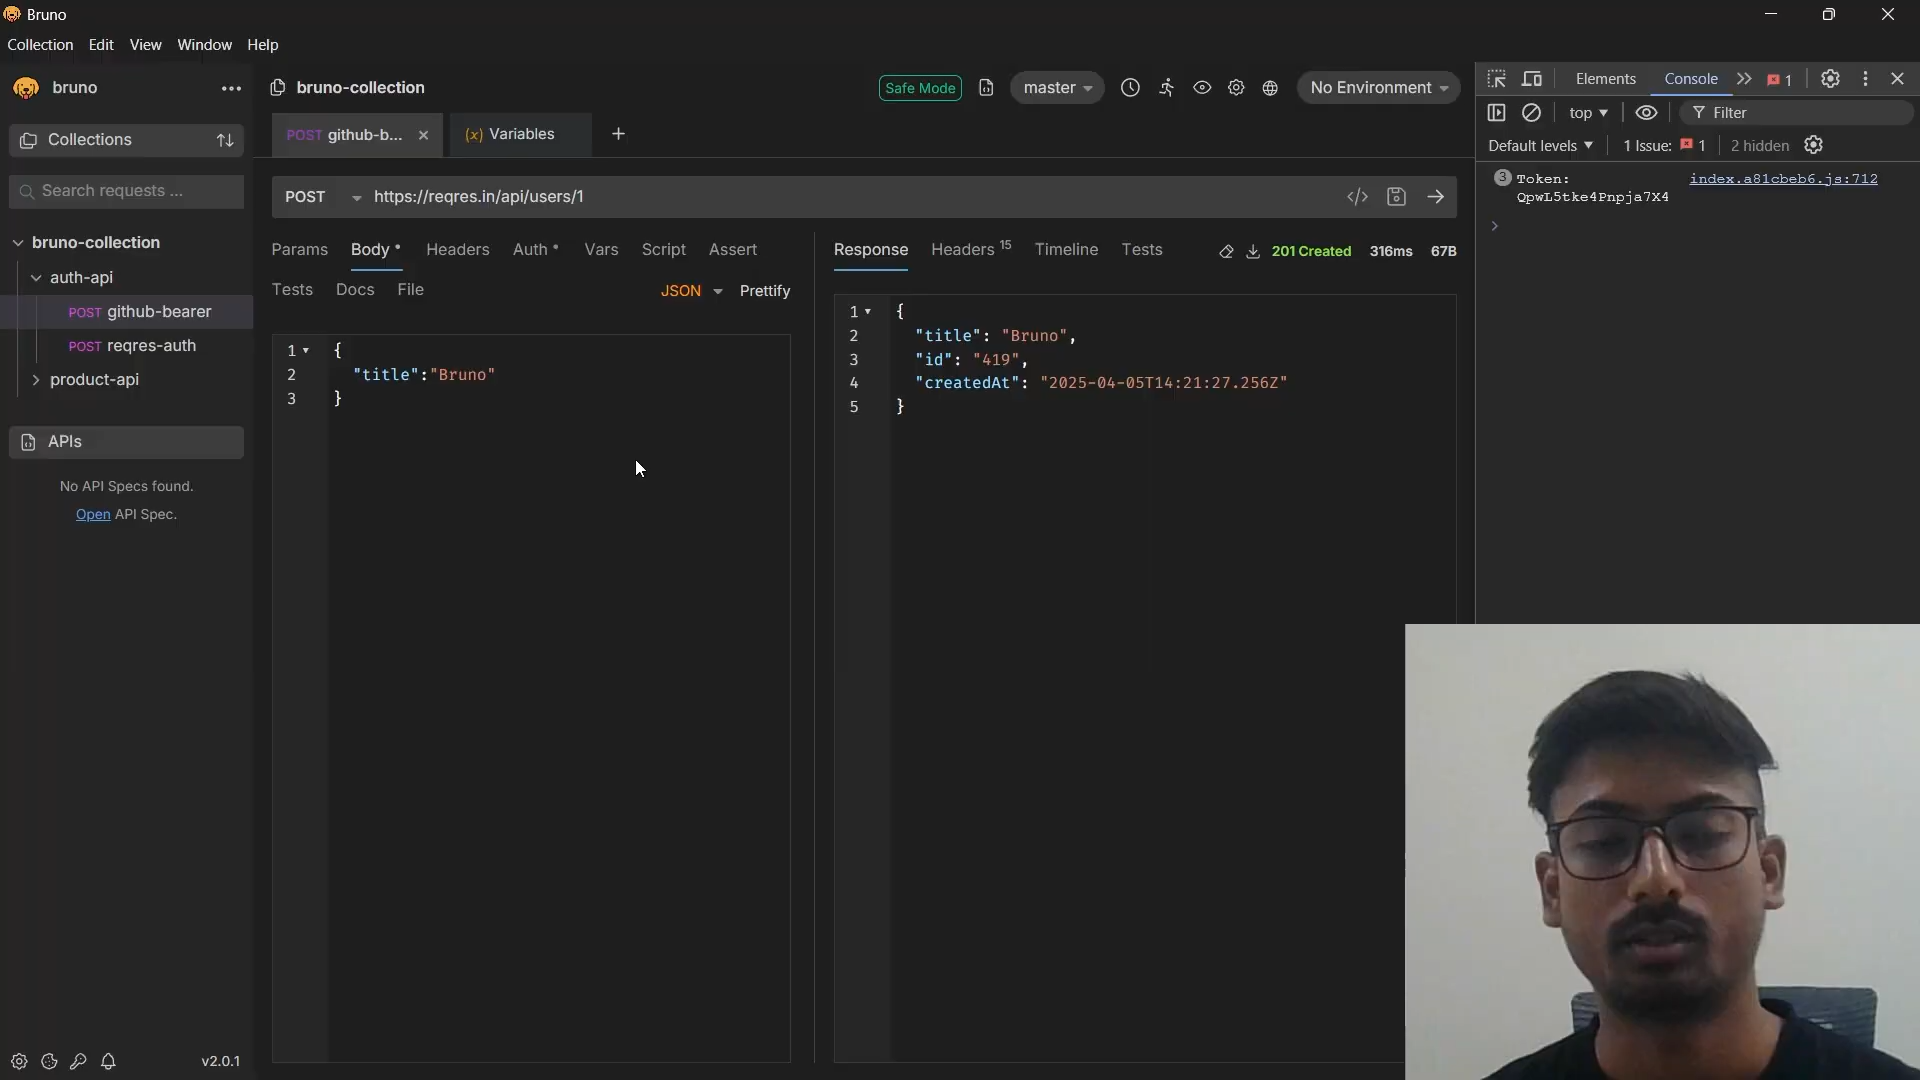 Bruno
Collection Edit View Window Help
bruno
bruno-collection
Safe Mode
master
No Environment
Collections
POST github-b...
(x) Variables
Search requests ...
bruno-collection
auth-api
POST github-bearer
POST reqres-auth
product-api
APIs
No API Specs found.
Open API Spec.
v2.0.1
POST https://reqres.in/api/users/1
Params Body Headers Auth Vars Script Assert
Tests Docs File
JSON Prettify
1 {
2 "title":"Bruno"
3 }
Response Headers 15 Timeline Tests
201 Created 316ms 67B
1 {
2 "title": "Bruno",
3 "id": "419",
4 "createdAt": "2025-04-05T14:21:27.256Z"
5 }
Elements Console 1
top Filter
Default levels 1 Issue: 1 2 hidden
3 Token: index.a81cbeb6.js:712
QpwL5tke4Pnpja7X4